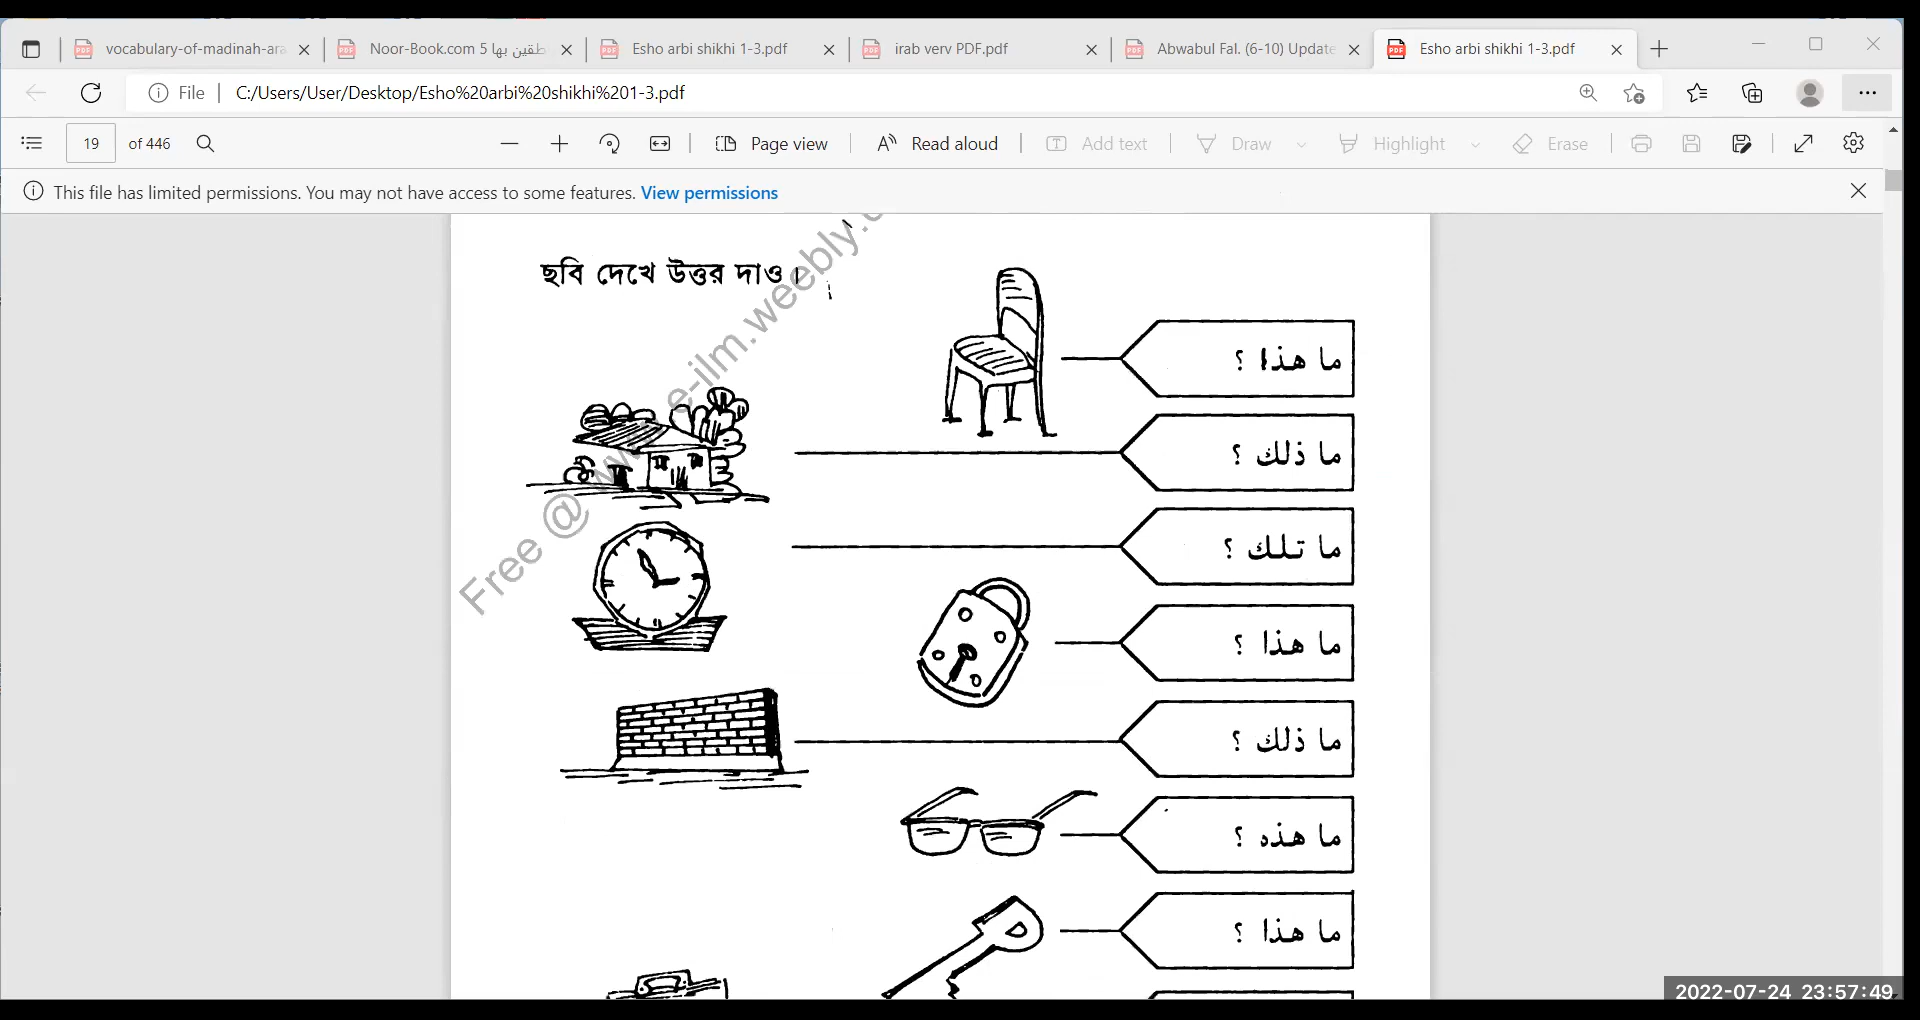 vocabulary-of-madinah-ara
Noor-Book.com 5 طقين بها
Esho arbi shikhi 1-3.pdf
irab verv PDF.pdf
Abwabul Fal. (6-10) Update
Esho arbi shikhi 1-3.pdf
File
C:/Users/User/Desktop/Esho%20arbi%20shikhi%201-3.pdf
19 of 446
Page view
Read aloud
Add text
Draw
Highlight
Erase
This file has limited permissions. You may not have access to some features. View permissions
ছবি দেখে উত্তর দাও।
ما هذا ؟
ما ذلك ؟
ما تلك ؟
ما هذا ؟
ما ذلك ؟
ما هذه ؟
ما هذا ؟
Free @ www.e-ilm.weebly.c
2022-07-24 23:57:49